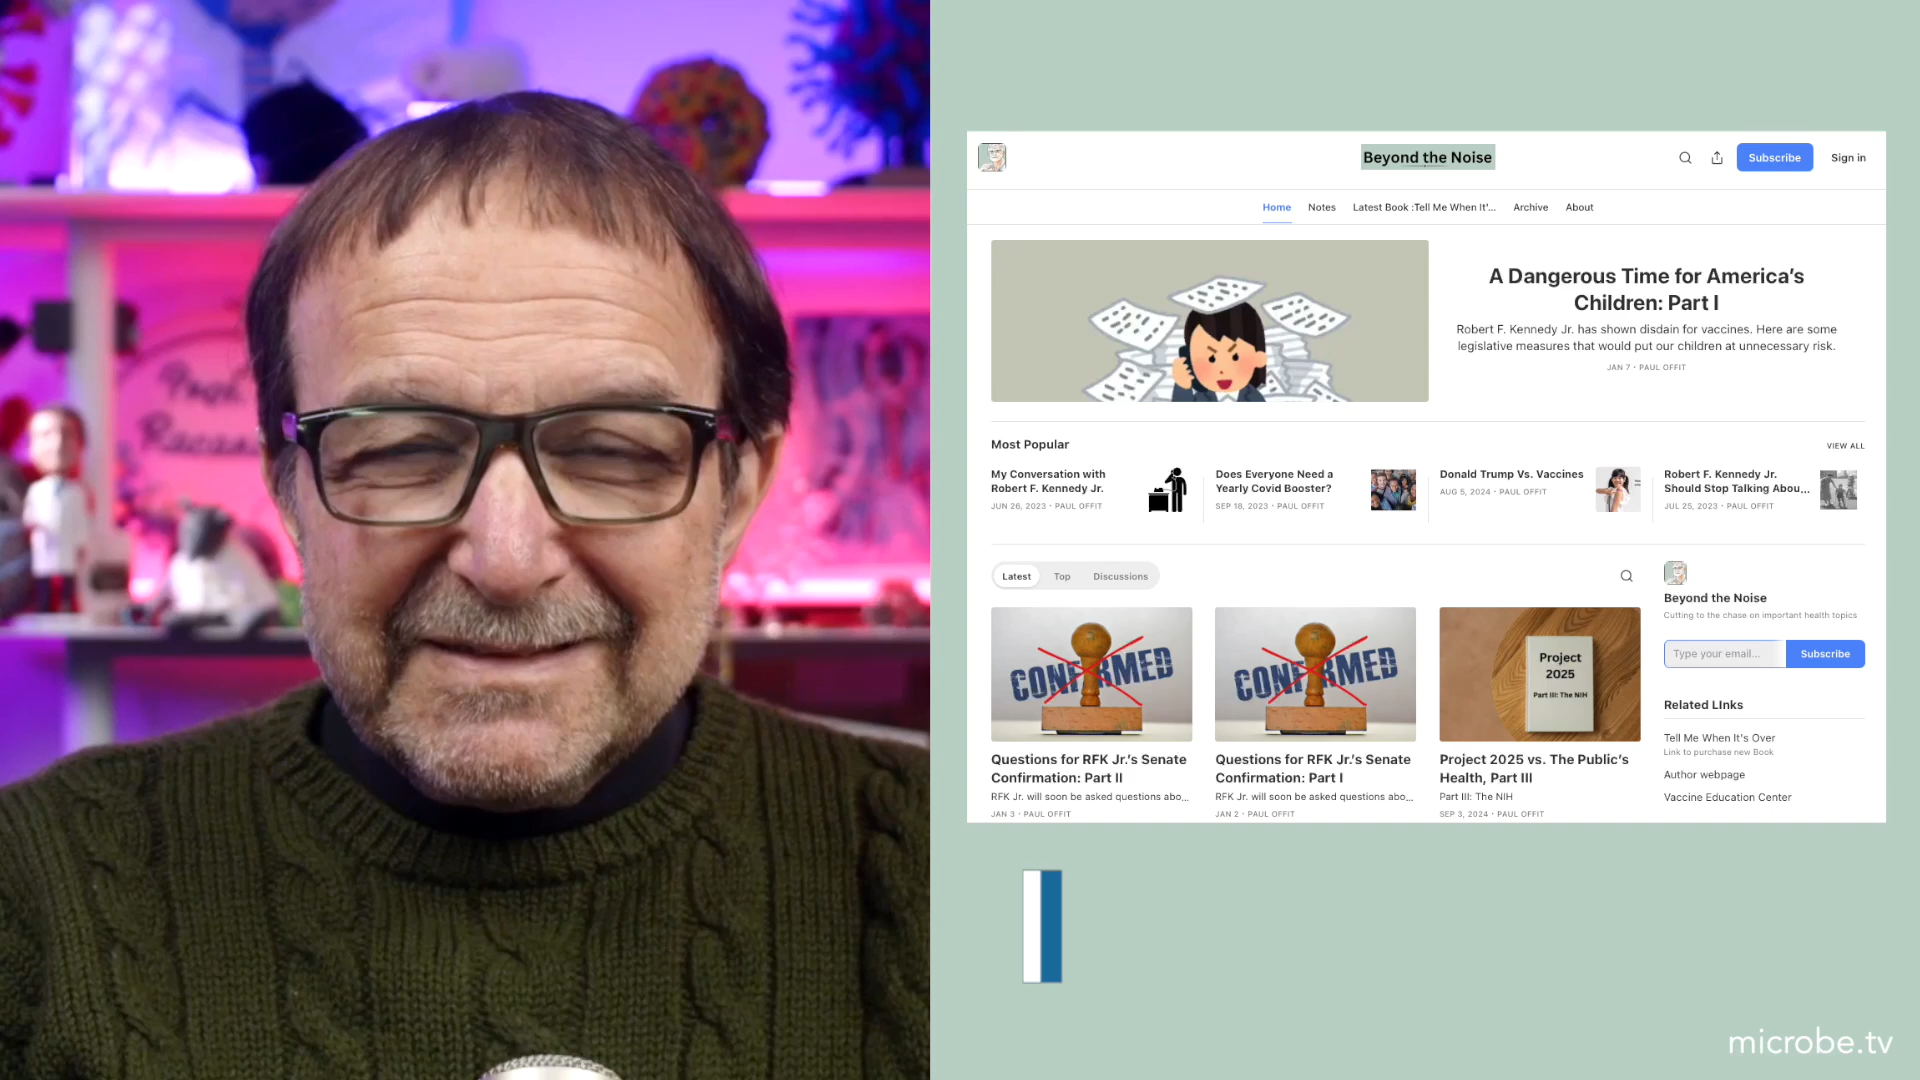 Beyond the Noise
Subscribe
Sign in
Home
Notes
Latest Book :Tell Me When It'...
Archive
About
A Dangerous Time for America's
Children: Part I
Robert F. Kennedy Jr. has shown disdain for vaccines. Here are some
legislative measures that would put our children at unnecessary risk.
JAN 7 • PAUL OFFIT
Most Popular
VIEW ALL
My Conversation with
Robert F. Kennedy Jr.
JUN 26, 2023 • PAUL OFFIT
Does Everyone Need a
Yearly Covid Booster?
SEP 18, 2023 • PAUL OFFIT
Donald Trump Vs. Vaccines
AUG 5, 2024 • PAUL OFFIT
Robert F. Kennedy Jr.
Should Stop Talking Abou...
JUL 25, 2023 • PAUL OFFIT
Latest
Top
Discussions
CONFIRMED
Questions for RFK Jr.'s Senate
Confirmation: Part II
RFK Jr. will soon be asked questions abo...
JAN 3 • PAUL OFFIT
CONFIRMED
Questions for RFK Jr.'s Senate
Confirmation: Part I
RFK Jr. will soon be asked questions abo...
JAN 2 • PAUL OFFIT
Project
2025
Part III: The NIH
Project 2025 vs. The Public's
Health, Part III
Part III: The NIH
SEP 3, 2024 • PAUL OFFIT
Beyond the Noise
Cutting to the chase on important health topics
Type your email...
Subscribe
Related LInks
Tell Me When It's Over
Link to purchase new Book
Author webpage
Vaccine Education Center
microbe.tv